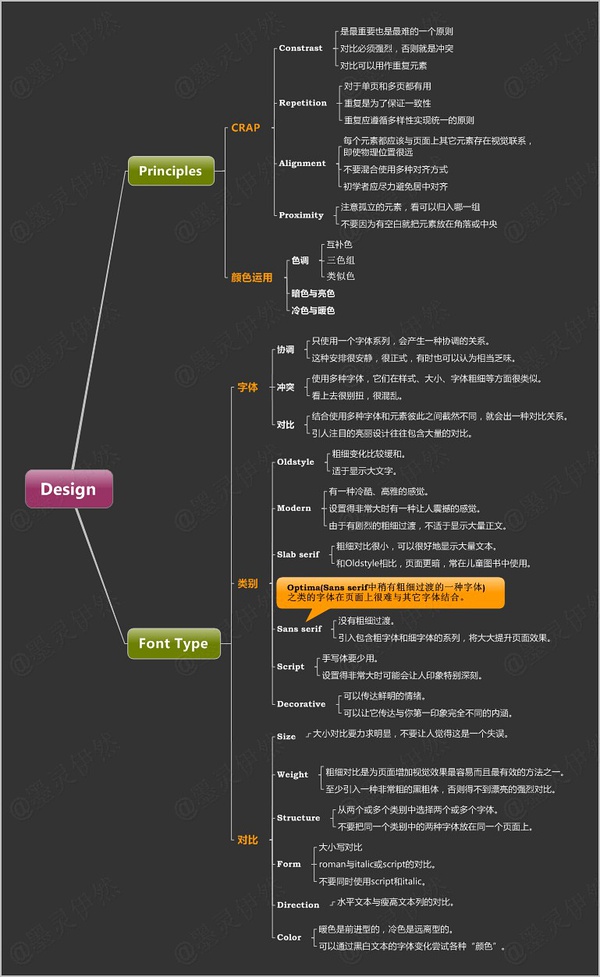 Design
Principles
CRAP
Constrast
是最重要也是最难的一个原则
对比必须强烈，否则就是冲突
对比可以用作重复元素
Repetition
对于单页和多页都有用
重复是为了保证一致性
重复应遵循多样性实现统一的原则
Alignment
每个元素都应该与页面上其它元素存在视觉联系，
即使物理位置很远
不要混合使用多种对齐方式
初学者应尽力避免居中对齐
Proximity
注意孤立的元素，看可以归入哪一组
不要因为有空白就把元素放在角落或中央
颜色运用
色调
互补色
三色组
类似色
暗色与亮色
冷色与暖色
Font Type
字体
协调
只使用一个字体系列，会产生一种协调的关系。
这种安排很安静，很正式，有时也可以认为相当乏味。
冲突
使用多种字体，它们在样式、大小、字体粗细等方面很类似。
看上去很别扭，很混乱。
对比
结合使用多种字体和元素彼此之间截然不同，就会出一种对比关系。
引人注目的亮丽设计往往包含大量的对比。
类别
Oldstyle
粗细变化比较缓和。
适于显示大文字。
Modern
有一种冷酷、高雅的感觉。
设置得非常大时有一种让人震撼的感觉。
由于有剧烈的粗细过渡，不适于显示大量正文。
Slab serif
粗细对比很小，可以很好地显示大量文本。
和Oldstyle相比，页面更暗，常在儿童图书中使用。
Optima(Sans serif中稍有粗细过渡的一种字体)
之类的字体在页面上很难与其它字体结合。
Sans serif
没有粗细过渡。
引入包含粗字体和细字体的系列，将大大提升页面效果。
Script
手写体要少用。
设置得非常大时可能会让人印象特别深刻。
Decorative
可以传达鲜明的情绪。
可以让它传达与你第一印象完全不同的内涵。
对比
Size
大小对比要力求明显，不要让人觉得这是一个失误。
Weight
粗细对比是为页面增加视觉效果最容易而且最有效的方法之一。
至少引入一种非常粗的黑粗体，否则得不到漂亮的强烈对比。
Structure
从两个或多个类别中选择两个或多个字体。
不要把同一个类别中的两种字体放在同一个页面上。
Form
大小写对比
roman与italic或script的对比。
不要同时使用script和italic。
Direction
水平文本与瘦高文本列的对比。
Color
暖色是前进型的，冷色是远离型的。
可以通过黑白文本的字体变化尝试各种“颜色”。